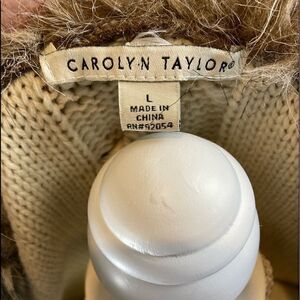 CAROLYN TAYLOR®
L
MADE IN
CHINA
RN#92054